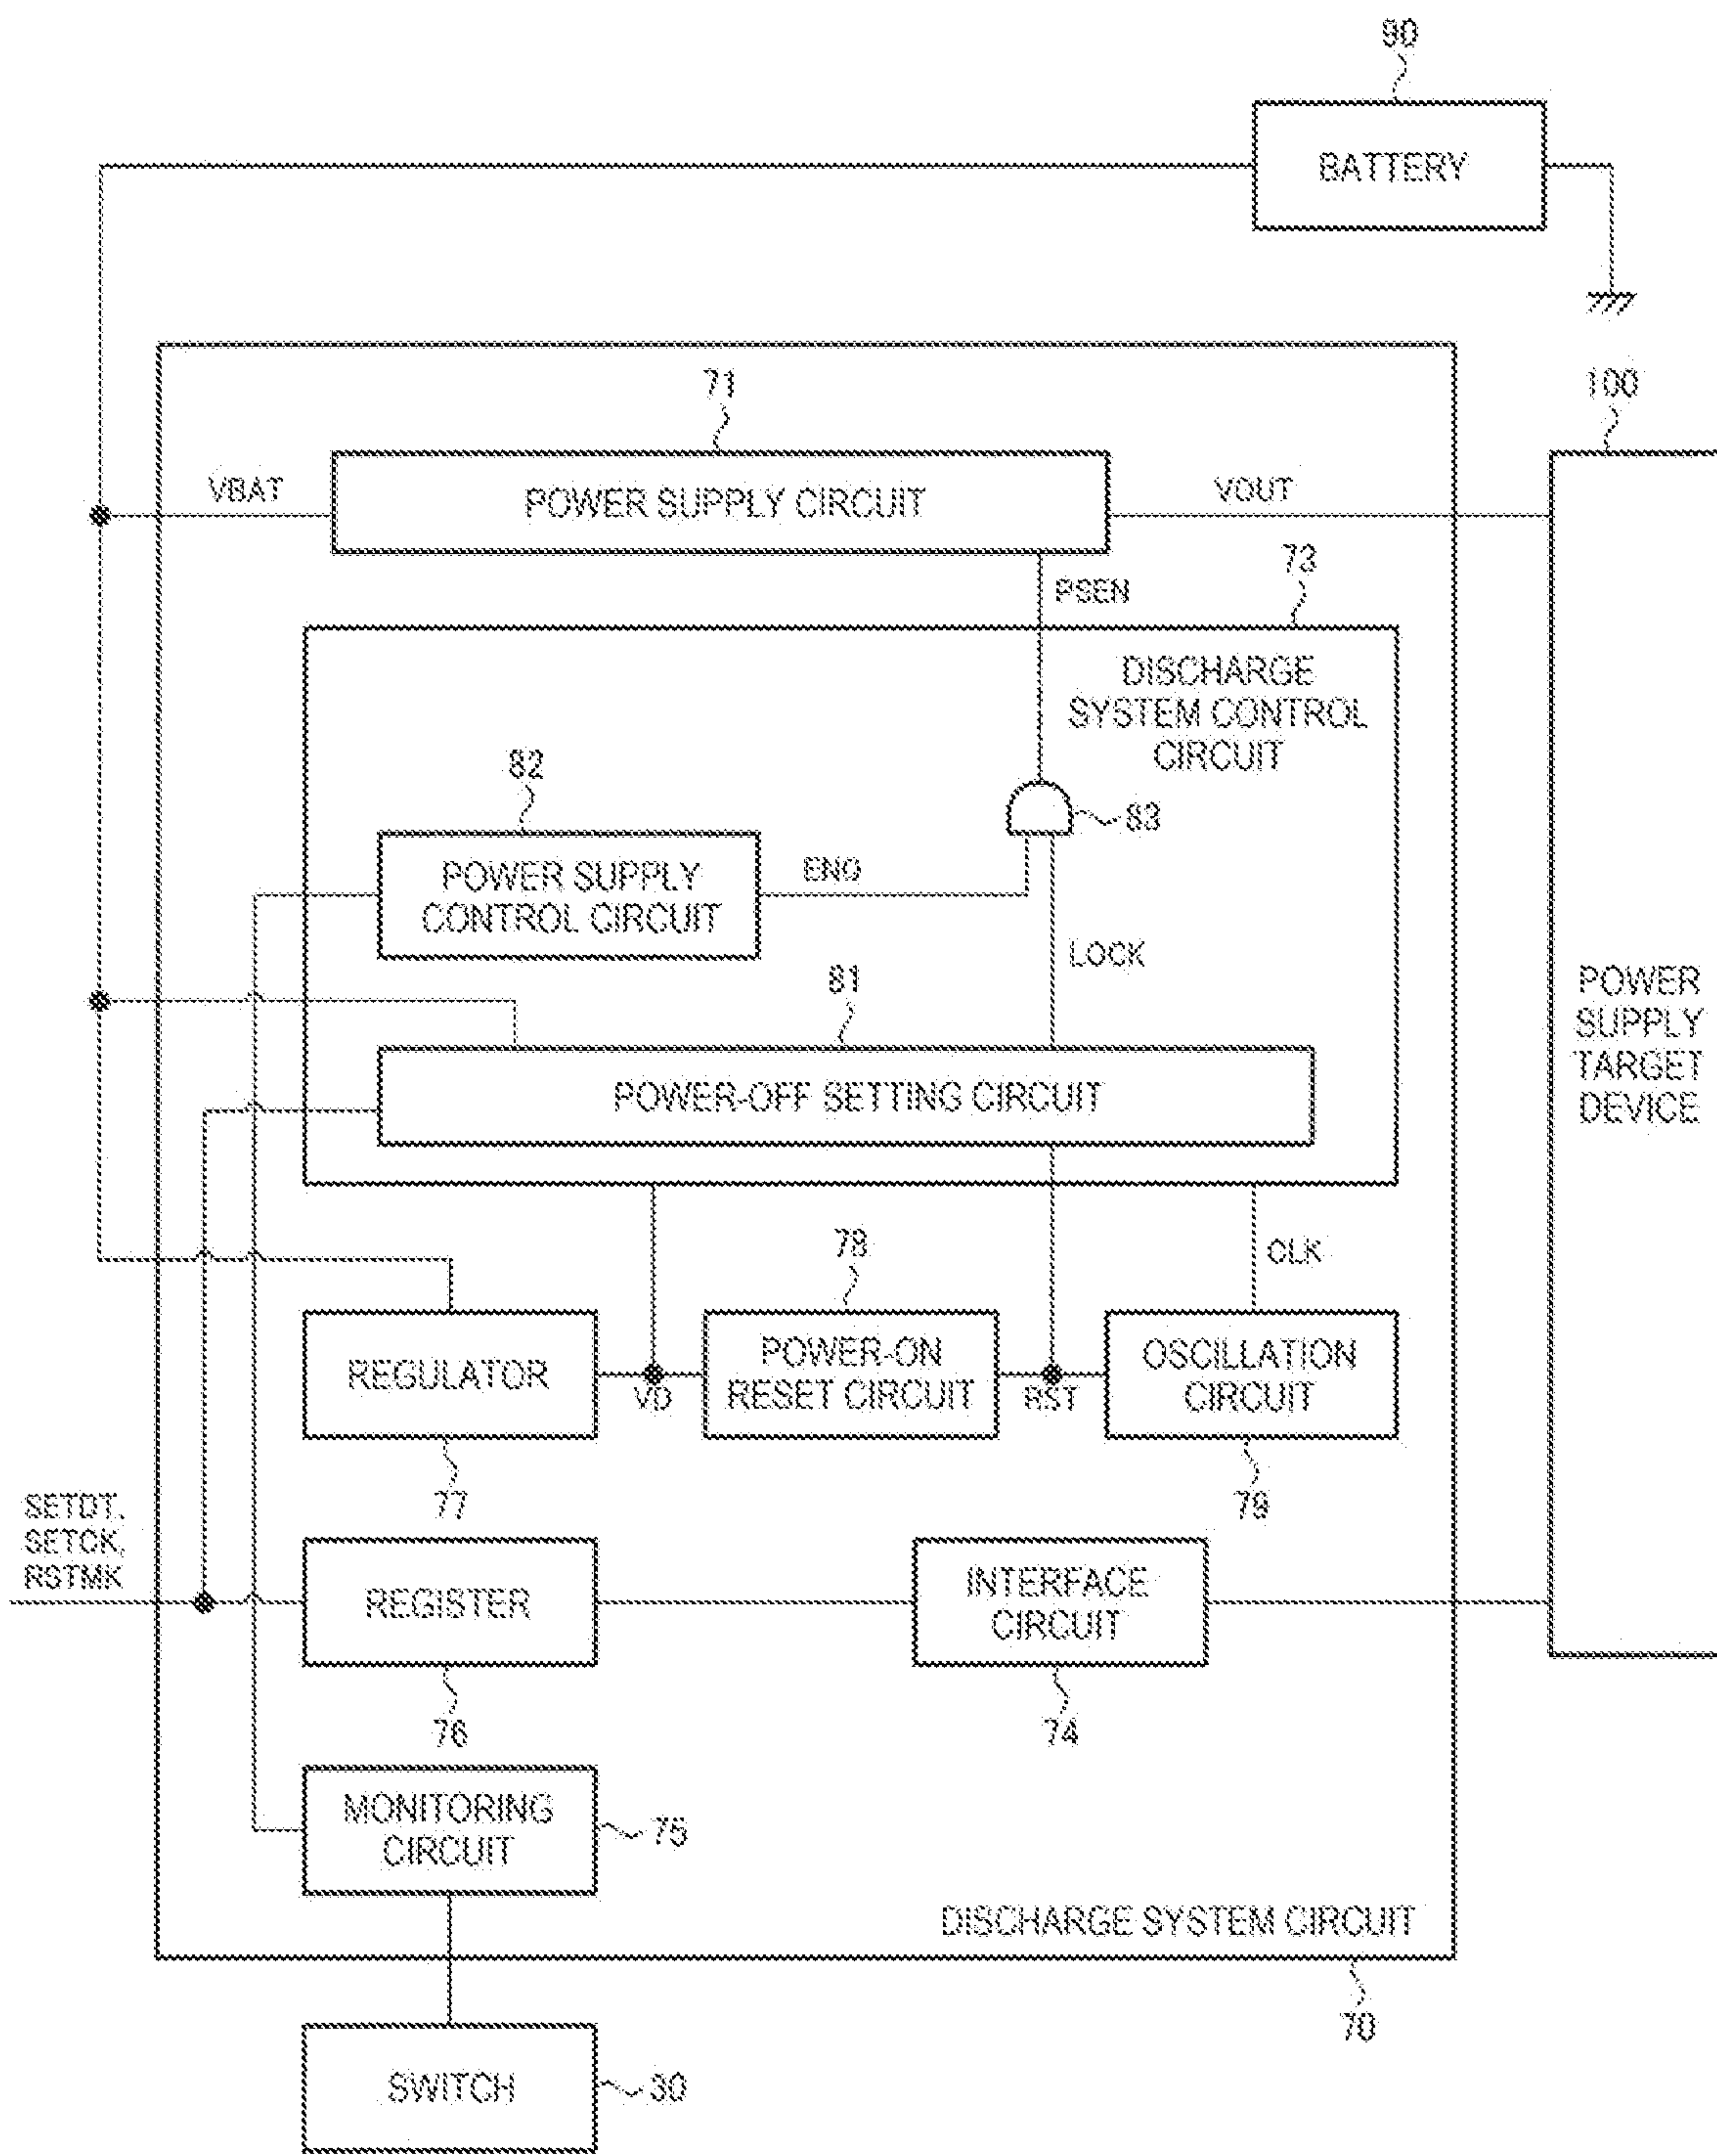 90
BATTERY
71
100
VBAT
POWER SUPPLY CIRCUIT
VOUT
PSEN
73
DISCHARGE
SYSTEM CONTROL
CIRCUIT
82
83
POWER SUPPLY
CONTROL CIRCUIT
ENO
LOCK
81
POWER-OFF SETTING CIRCUIT
POWER
SUPPLY
TARGET
DEVICE
78
CLK
REGULATOR
VD
POWER-ON
RESET CIRCUIT
RST
OSCILLATION
CIRCUIT
77
79
SETDT,
SETCK,
RSTMK
REGISTER
INTERFACE
CIRCUIT
76
74
MONITORING
CIRCUIT
75
DISCHARGE SYSTEM CIRCUIT
70
SWITCH
30